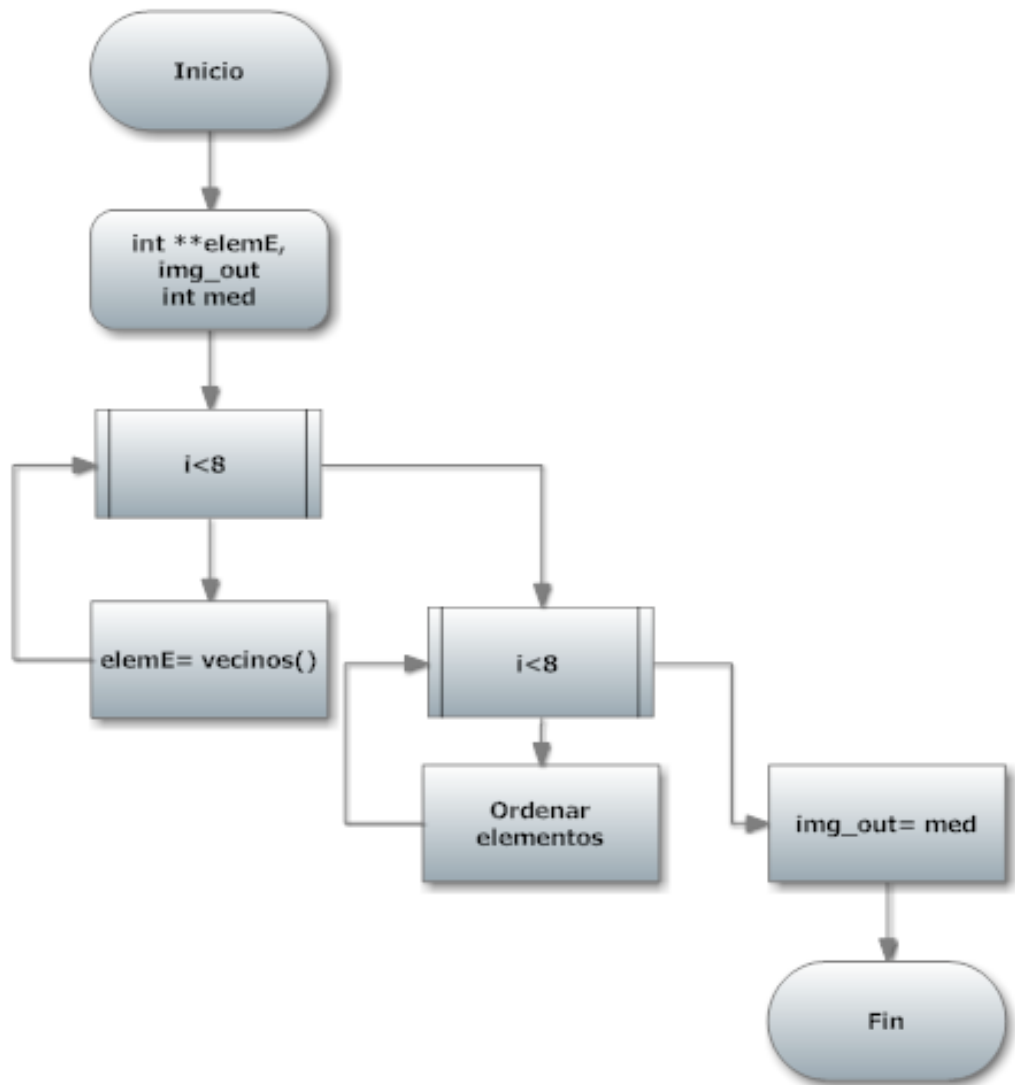 Inicio
int **elemE,
img_out
int med
i<8
elemE= vecinos()
i<8
Ordenar
elementos
img_out= med
Fin